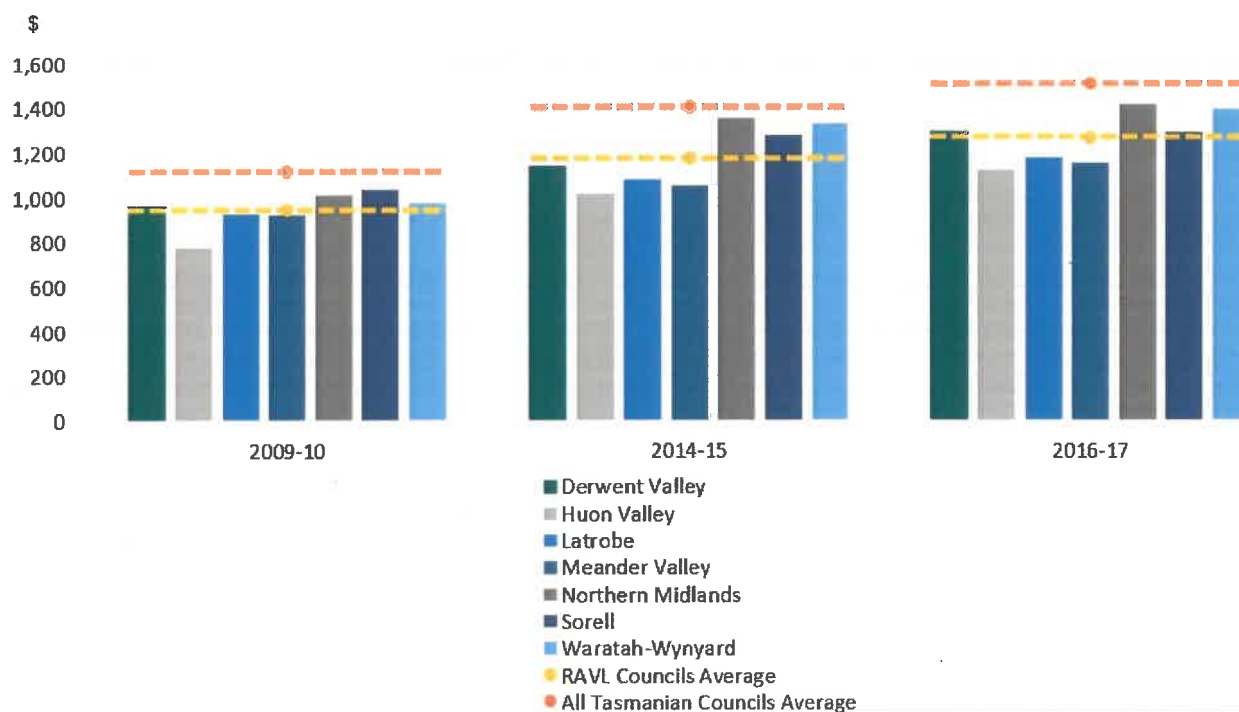 $
1,600
1,400
1,200
1,000
800
600
400
200
0
2009-10
2014-15
2016-17
Derwent Valley
Huon Valley
Latrobe
Meander Valley
Northern Midlands
Sorell
Waratah-Wynyard
RAVL Councils Average
All Tasmanian Councils Average